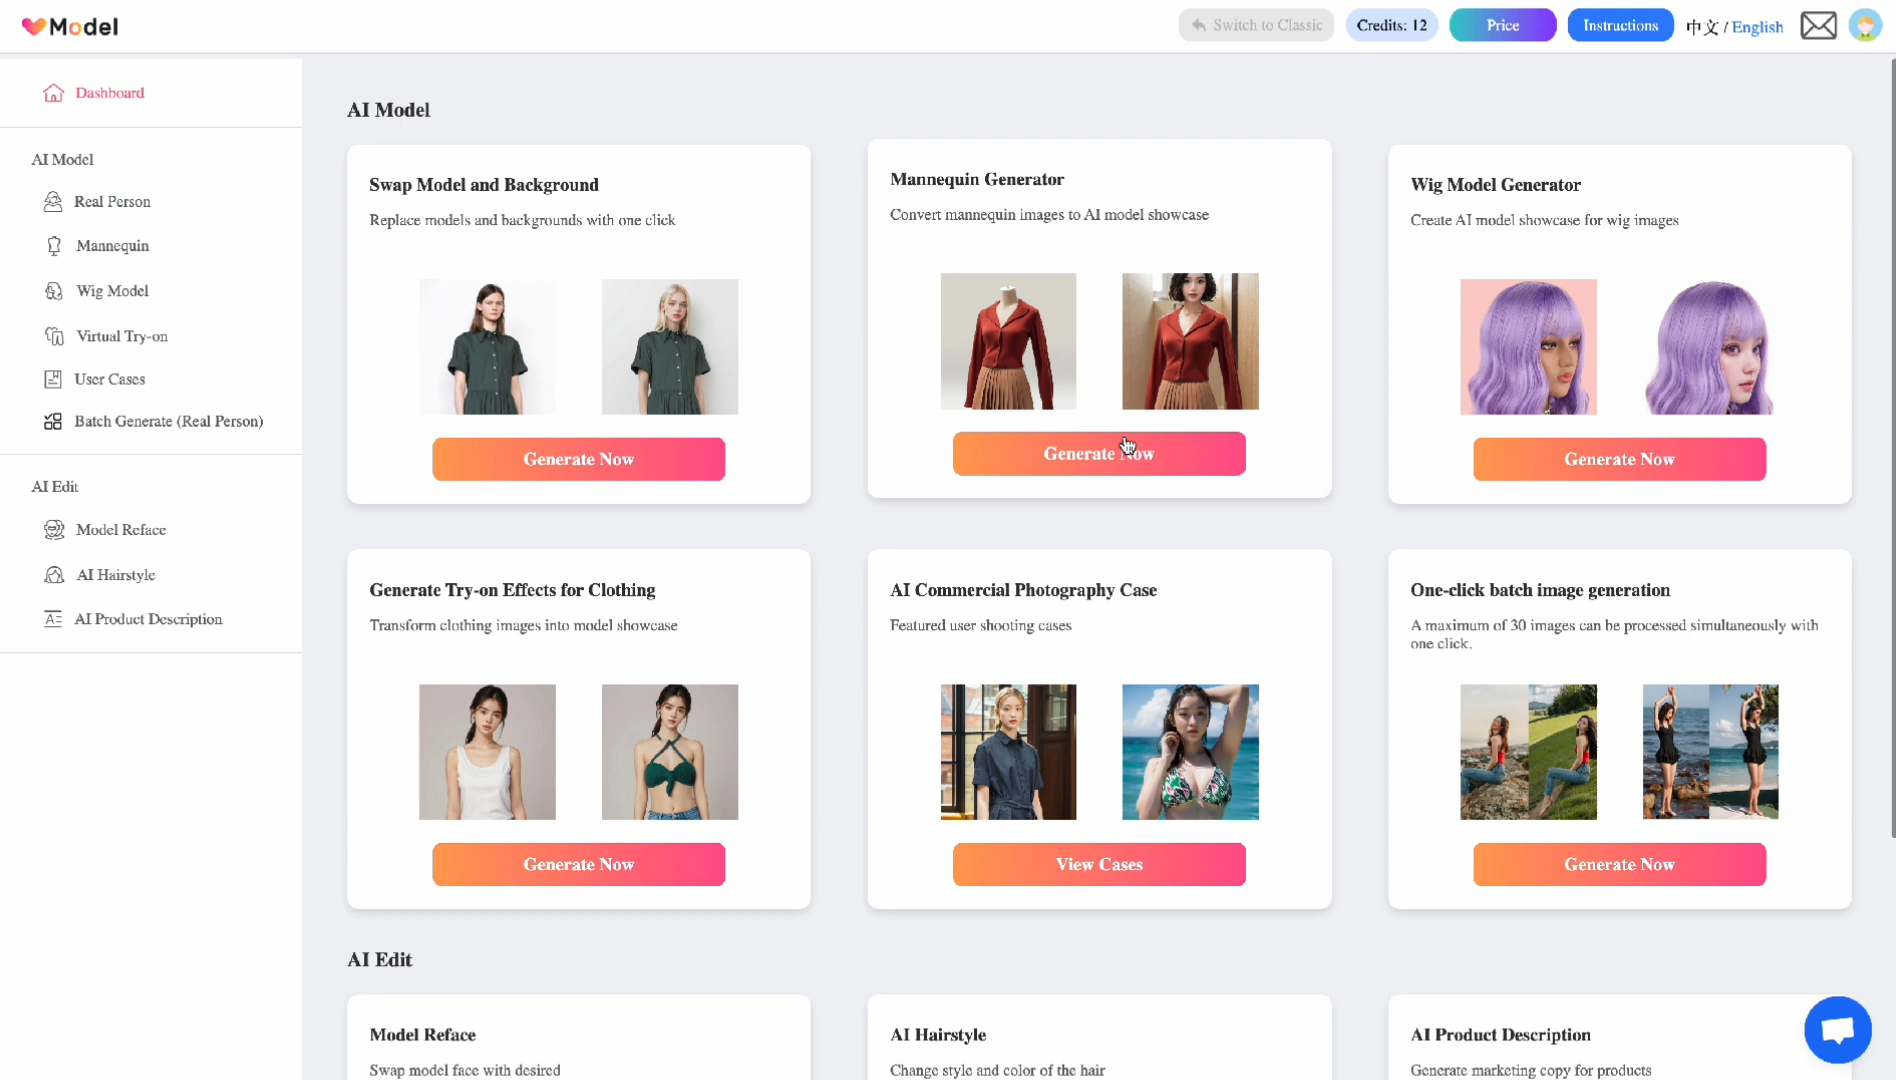 Model
Switch to Classic
Credits: 12
Price
Instructions
中文 / English
Dashboard
AI Model
Real Person
Mannequin
Wig Model
Virtual Try-on
User Cases
Batch Generate (Real Person)
AI Edit
Model Reface
AI Hairstyle
AI Product Description
AI Model
Swap Model and Background
Replace models and backgrounds with one click
Generate Now
Mannequin Generator
Convert mannequin images to AI model showcase
Generate Now
Wig Model Generator
Create AI model showcase for wig images
Generate Now
Generate Try-on Effects for Clothing
Transform clothing images into model showcase
Generate Now
AI Commercial Photography Case
Featured user shooting cases
View Cases
One-click batch image generation
A maximum of 30 images can be processed simultaneously with
one click.
Generate Now
AI Edit
Model Reface
Swap model face with desired
AI Hairstyle
Change style and color of the hair
AI Product Description
Generate marketing copy for products